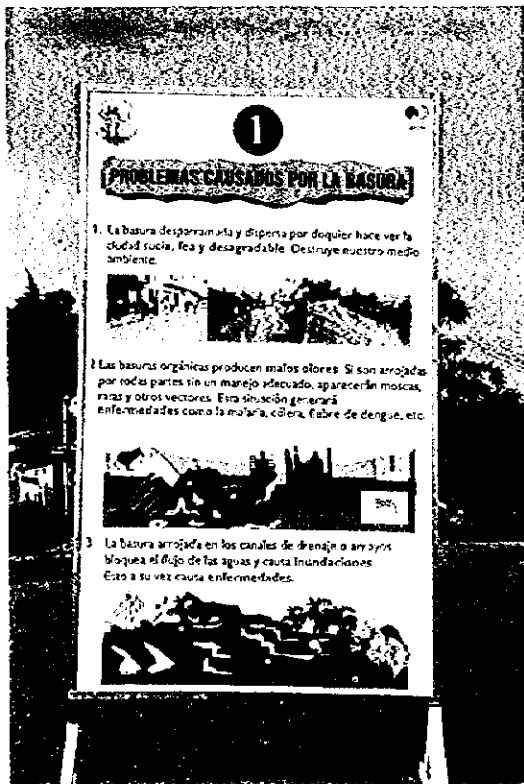 1
PROBLEMAS CAUSADOS POR LA BASURA
1. La basura desparramada y dispersa por doquier hace ver la
ciudad sucia, fea y desagradable. Destruye nuestro medio
ambiente.
2 Las basuras orgánicas producen malos olores. Si son arrojadas
por todas partes sin un manejo adecuado, aparecerán moscas,
ratas y otros vectores. Esta situación generará
enfermedades como la malaria, cólera, fiebre de dengue, etc.
3 La basura arrojada en los canales de drenaje o arroyos
bloquea el flujo de las aguas y causa inundaciones.
Esto a su vez causa enfermedades.